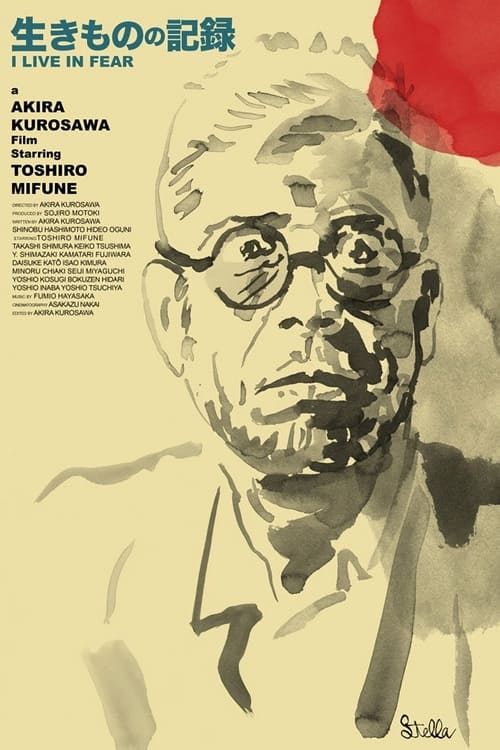 生きものの記録
I LIVE IN FEAR
a
AKIRA
KUROSAWA
Film
Starring
TOSHIRO
MIFUNE
DIRECTED BY AKIRA KUROSAWA
PRODUCED BY SOJIRO MOTOKI
WRITTEN BY AKIRA KUROSAWA
SHINOBU HASHIMOTO HIDEO OGUNI
STARRING TOSHIRO MIFUNE
TAKASHI SHIMURA KEIKO TSUSHIMA
Y. SHIMAZAKI KAMATARI FUJIWARA
DAISUKE KATŌ ISAO KIMURA
MINORU CHIAKI SEIJI MIYAGUCHI
YOSHIO KOSUGI BOKUZEN HIDARI
YOSHIO INABA YOSHIO TSUCHIYA
MUSIC BY FUMIO HAYASAKA
CINEMATOGRAPHY ASAKAZU NAKAI
EDITED BY AKIRA KUROSAWA
Stella